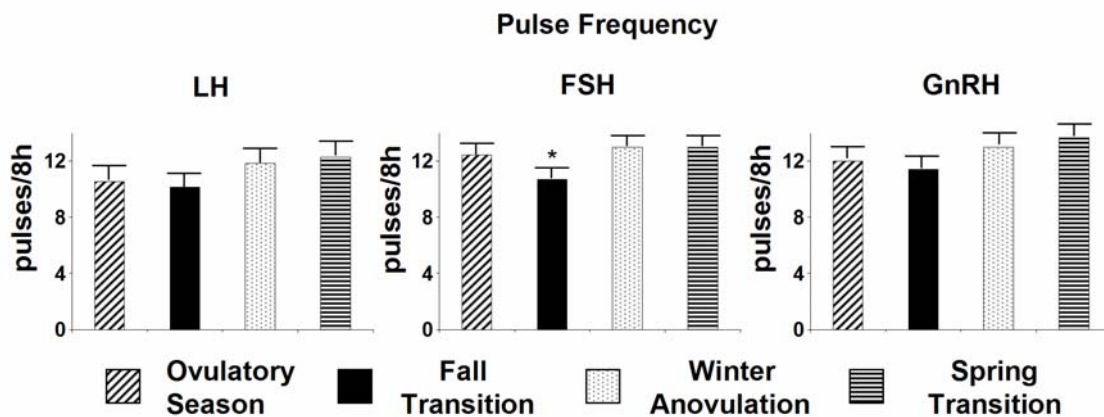 Pulse Frequency
LH
FSH
GnRH
pulses/8h
12
8
4
0
pulses/8h
12
8
4
0
*
pulses/8h
12
8
4
0
Ovulatory
Season
Fall
Transition
Winter
Anovulation
Spring
Transition